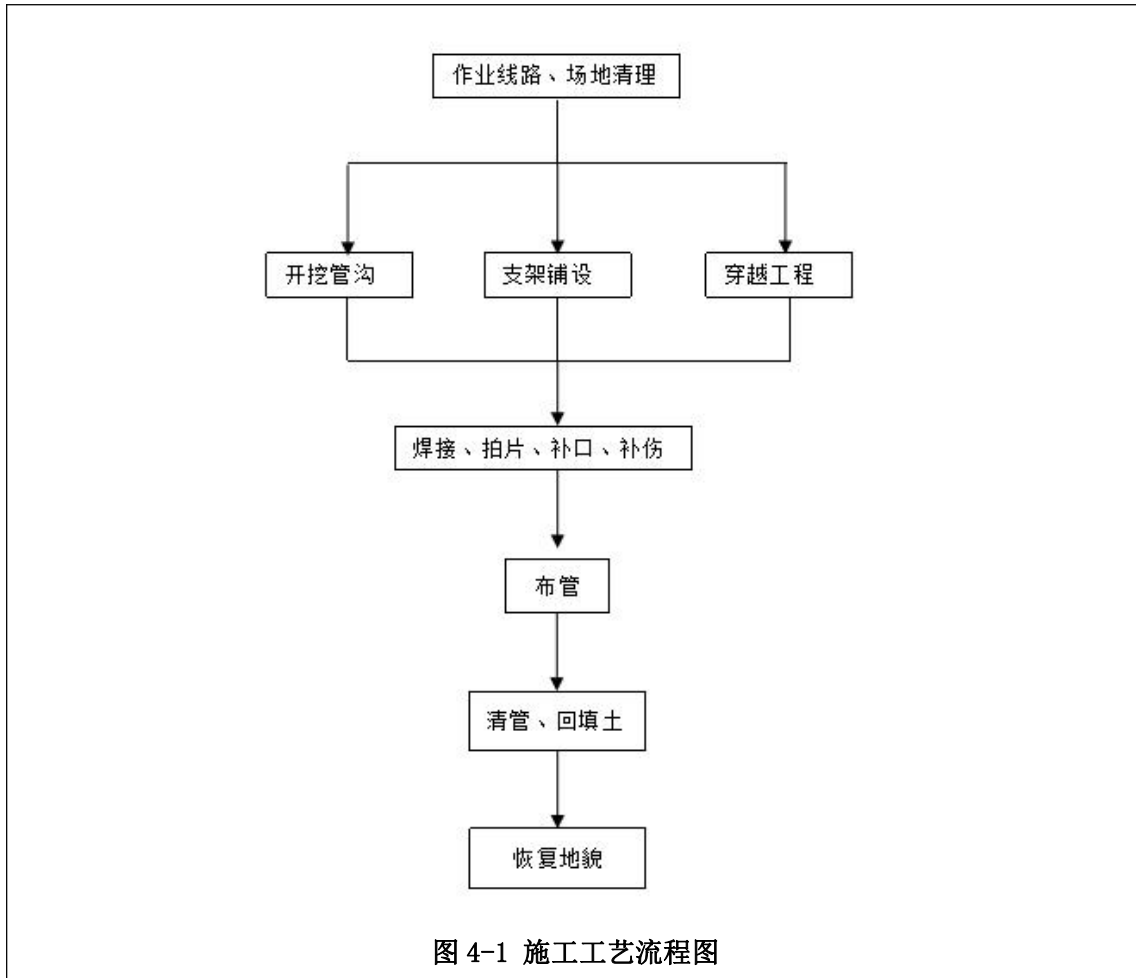 作业线路、场地清理
开挖管沟
支架铺设
穿越工程
焊接、拍片、补口、补伤
布管
清管、回填土
恢复地貌
图 4-1 施工工艺流程图